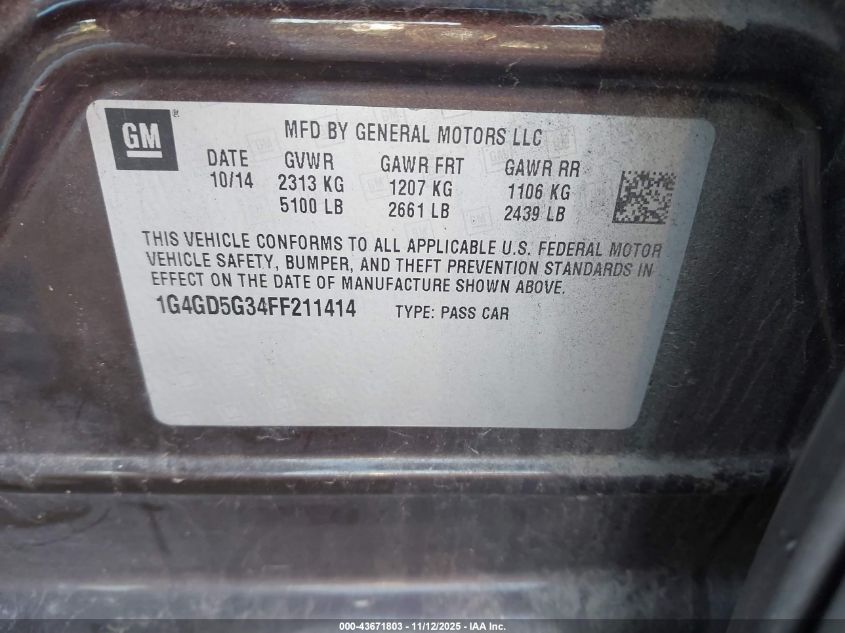 GM ®
MFD BY GENERAL MOTORS LLC
DATE GVWR GAWR FRT GAWR RR
10/14 2313 KG 1207 KG 1106 KG
5100 LB 2661 LB 2439 LB
THIS VEHICLE CONFORMS TO ALL APPLICABLE U.S. FEDERAL MOTOR
VEHICLE SAFETY, BUMPER, AND THEFT PREVENTION STANDARDS IN
EFFECT ON THE DATE OF MANUFACTURE SHOWN ABOVE.
1G4GD5G34FF211414 TYPE: PASS CAR
000-43671803 - 11/12/2025 - IAA Inc.